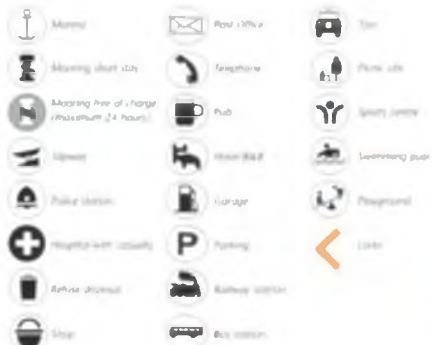 Marina
Mooring short stay
Mooring free of charge
(maximum 24 hours)
Slipway
Police station
Hospital with casualty
Refuse disposal
Shop
Post Office
Telephone
Pub
Hotel/B&B
Garage
P
Parking
Railway station
Bus station
Taxi
Picnic site
Sports centre
Swimming pool
Playground
Locks